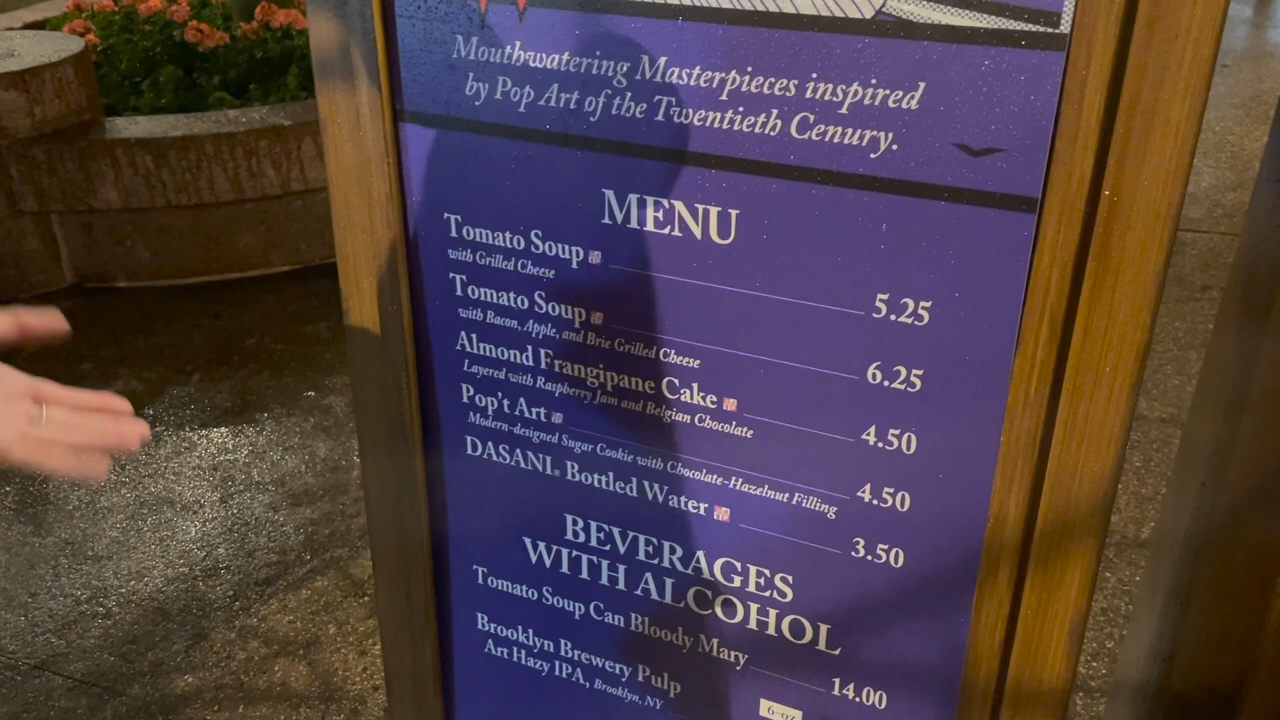 Mouthwatering Masterpieces inspired
by Pop Art of the Twentieth Cenury.
MENU
Tomato Soup 5.25
with Grilled Cheese
Tomato Soup 6.25
with Bacon, Apple, and Brie Grilled Cheese
Almond Frangipane Cake 4.50
Layered with Raspberry Jam and Belgian Chocolate
Pop't Art 4.50
Modern-designed Sugar Cookie with Chocolate-Hazelnut Filling
DASANI® Bottled Water 3.50
BEVERAGES
WITH ALCOHOL
Tomato Soup Can Bloody Mary 14.00
Brooklyn Brewery Pulp
Art Hazy IPA, Brooklyn, NY
6-oz